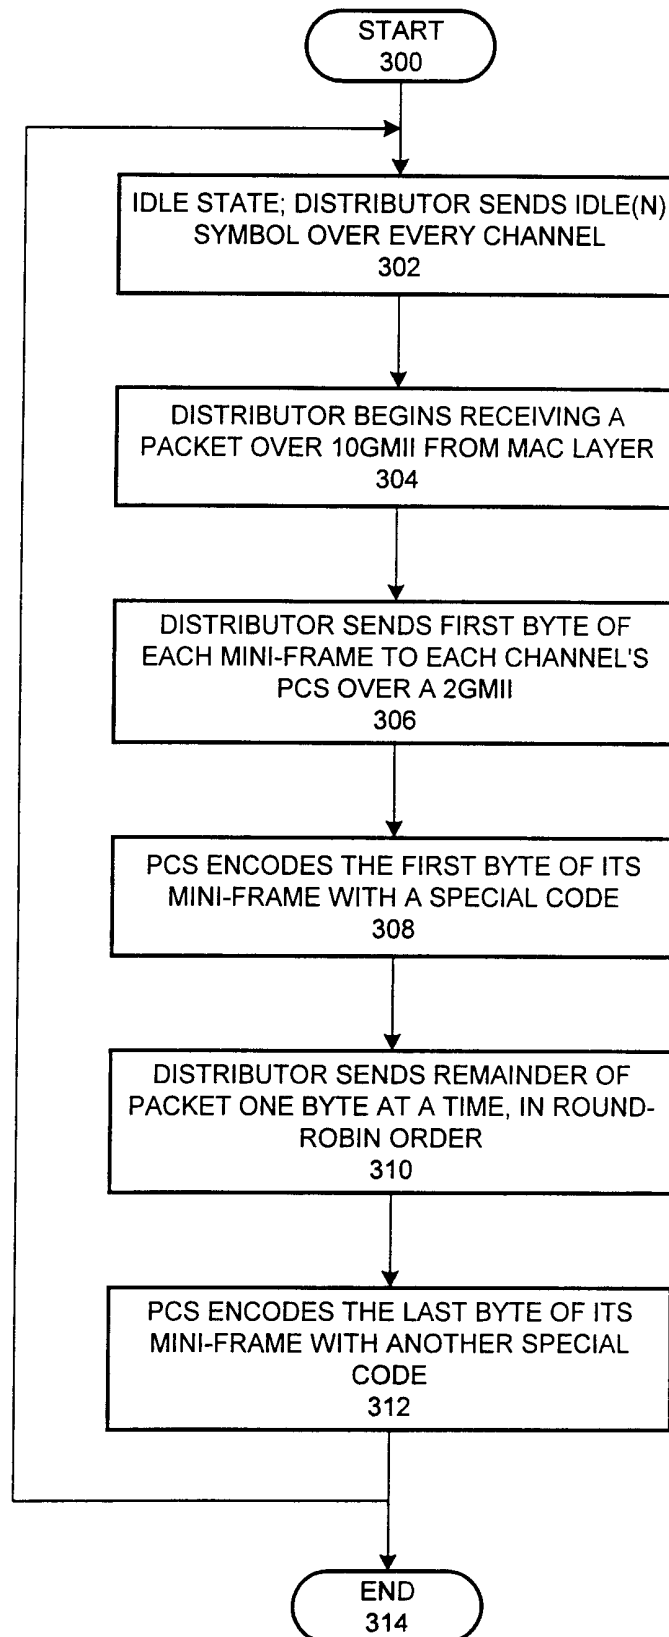 START
300
IDLE STATE; DISTRIBUTOR SENDS IDLE(N)
SYMBOL OVER EVERY CHANNEL
302
DISTRIBUTOR BEGINS RECEIVING A
PACKET OVER 10GMII FROM MAC LAYER
304
DISTRIBUTOR SENDS FIRST BYTE OF
EACH MINI-FRAME TO EACH CHANNEL'S
PCS OVER A 2GMII
306
PCS ENCODES THE FIRST BYTE OF ITS
MINI-FRAME WITH A SPECIAL CODE
308
DISTRIBUTOR SENDS REMAINDER OF
PACKET ONE BYTE AT A TIME, IN ROUND-
ROBIN ORDER
310
PCS ENCODES THE LAST BYTE OF ITS
MINI-FRAME WITH ANOTHER SPECIAL
CODE
312
END
314